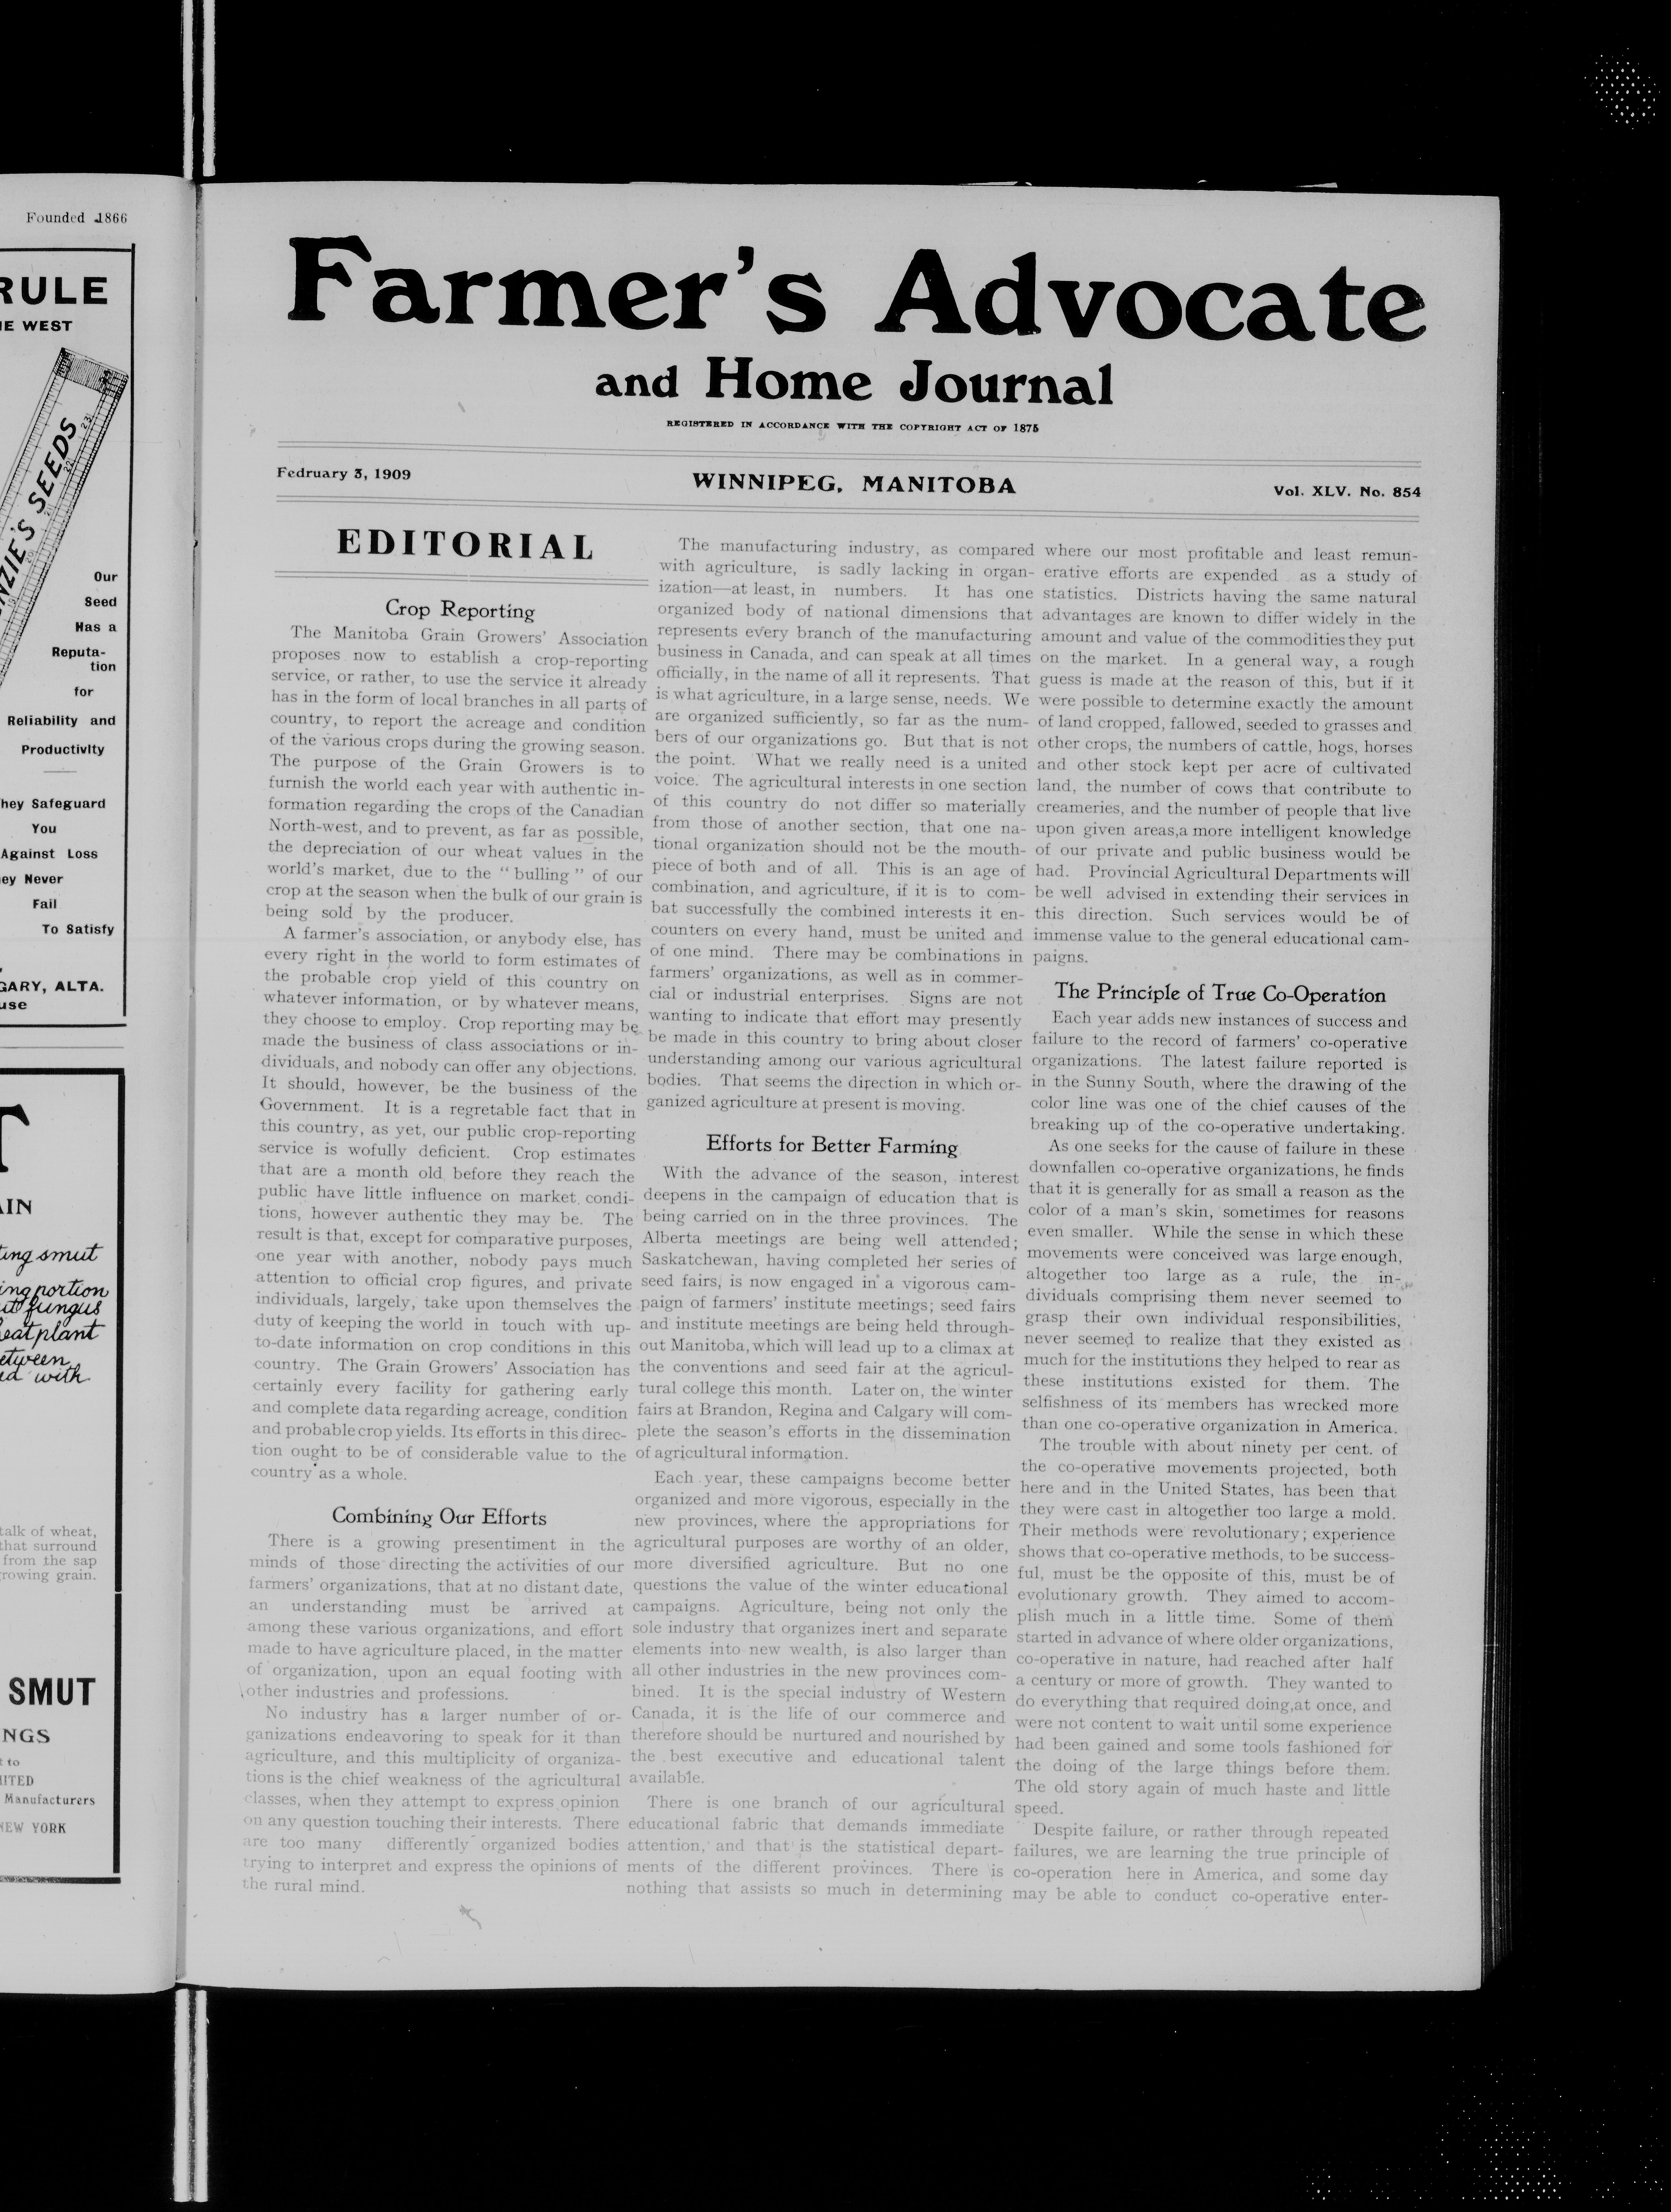 Founded 1866
RULE
E WEST
23
22
SEEDS
Our
Seed
Has a
Reputa-
tion
for
Reliability and
Productivity
hey Safeguard
You
Against Loss
ey Never
Fail
To Satisfy
GARY, ALTA.
use
T
AIN
ting smut
ing portion
fungus
eat plant
etween
ed with
talk of wheat,
that surround
from the sap
rowing grain.
SMUT
NGS
t to
ITED
Manufacturers
NEW YORK
Farmer's Advocate
and Home Journal
REGISTERED IN ACCORDANCE WITH THE COPYRIGHT ACT OF 1875
Fedruary 3, 1909
WINNIPEG, MANITOBA
Vol. XLV. No. 854
EDITORIAL
Crop Reporting
The Manitoba Grain Growers' Association
proposes now to establish a crop-reporting
service, or rather, to use the service it already
has in the form of local branches in all parts of
country, to report the acreage and condition
of the various crops during the growing season.
The purpose of the Grain Growers is to
furnish the world each year with authentic in-
formation regarding the crops of the Canadian
North-west, and to prevent, as far as possible,
the depreciation of our wheat values in the
world's market, due to the "bulling" of our
crop at the season when the bulk of our grain is
being sold by the producer.
A farmer's association, or anybody else, has
every right in the world to form estimates of
the probable crop yield of this country on
whatever information, or by whatever means,
they choose to employ. Crop reporting may be
made the business of class associations or in-
dividuals, and nobody can offer any objections.
It should, however, be the business of the
Government. It is a regretable fact that in
this country, as yet, our public crop-reporting
service is wofully deficient. Crop estimates
that are a month old before they reach the
public have little influence on market condi-
tions, however authentic they may be. The
result is that, except for comparative purposes,
one year with another, nobody pays much
attention to official crop figures, and private
individuals, largely, take upon themselves the
duty of keeping the world in touch with up-
to-date information on crop conditions in this
country. The Grain Growers' Association has
certainly every facility for gathering early
and complete data regarding acreage, condition
and probable crop yields. Its efforts in this direc-
tion ought to be of considerable value to the
country as a whole.
Combining Our Efforts
There is a growing presentiment in the
minds of those directing the activities of our
farmers' organizations, that at no distant date,
an understanding must be arrived at
among these various organizations, and effort
made to have agriculture placed, in the matter
of organization, upon an equal footing with
other industries and professions.
No industry has a larger number of or-
ganizations endeavoring to speak for it than
agriculture, and this multiplicity of organiza-
tions is the chief weakness of the agricultural
classes, when they attempt to express opinion
on any question touching their interests. There
are too many differently organized bodies
trying to interpret and express the opinions of
the rural mind.
The manufacturing industry, as compared
with agriculture, is sadly lacking in organ-
ization—at least, in numbers. It has one
organized body of national dimensions that
represents every branch of the manufacturing
business in Canada, and can speak at all times
officially, in the name of all it represents. That
is what agriculture, in a large sense, needs. We
are organized sufficiently, so far as the num-
bers of our organizations go. But that is not
the point. What we really need is a united
voice. The agricultural interests in one section
of this country do not differ so materially
from those of another section, that one na-
tional organization should not be the mouth-
piece of both and of all. This is an age of
combination, and agriculture, if it is to com-
bat successfully the combined interests it en-
counters on every hand, must be united and
of one mind. There may be combinations in
farmers' organizations, as well as in commer-
cial or industrial enterprises. Signs are not
wanting to indicate that effort may presently
be made in this country to bring about closer
understanding among our various agricultural
bodies. That seems the direction in which or-
ganized agriculture at present is moving.
Efforts for Better Farming
With the advance of the season, interest
deepens in the campaign of education that is
being carried on in the three provinces. The
Alberta meetings are being well attended;
Saskatchewan, having completed her series of
seed fairs, is now engaged in a vigorous cam-
paign of farmers' institute meetings; seed fairs
and institute meetings are being held through-
out Manitoba, which will lead up to a climax at
the conventions and seed fair at the agricul-
tural college this month. Later on, the winter
fairs at Brandon, Regina and Calgary will com-
plete the season's efforts in the dissemination
of agricultural information.
Each year, these campaigns become better
organized and more vigorous, especially in the
new provinces, where the appropriations for
agricultural purposes are worthy of an older,
more diversified agriculture. But no one
questions the value of the winter educational
campaigns. Agriculture, being not only the
sole industry that organizes inert and separate
elements into new wealth, is also larger than
all other industries in the new provinces com-
bined. It is the special industry of Western
Canada, it is the life of our commerce and
therefore should be nurtured and nourished by
the best executive and educational talent
available.
There is one branch of our agricultural
educational fabric that demands immediate
attention, and that is the statistical depart-
ments of the different provinces. There is
nothing that assists so much in determining
where our most profitable and least remun-
erative efforts are expended as a study of
statistics. Districts having the same natural
advantages are known to differ widely in the
amount and value of the commodities they put
on the market. In a general way, a rough
guess is made at the reason of this, but if it
were possible to determine exactly the amount
of land cropped, fallowed, seeded to grasses and
other crops, the numbers of cattle, hogs, horses
and other stock kept per acre of cultivated
land, the number of cows that contribute to
creameries, and the number of people that live
upon given areas,a more intelligent knowledge
of our private and public business would be
had. Provincial Agricultural Departments will
be well advised in extending their services in
this direction. Such services would be of
immense value to the general educational cam-
paigns.
The Principle of True Co-Operation
Each year adds new instances of success and
failure to the record of farmers' co-operative
organizations. The latest failure reported is
in the Sunny South, where the drawing of the
color line was one of the chief causes of the
breaking up of the co-operative undertaking.
As one seeks for the cause of failure in these
downfallen co-operative organizations, he finds
that it is generally for as small a reason as the
color of a man's skin, sometimes for reasons
even smaller. While the sense in which these
movements were conceived was large enough,
altogether too large as a rule, the in-
dividuals comprising them never seemed to
grasp their own individual responsibilities,
never seemed to realize that they existed as
much for the institutions they helped to rear as
these institutions existed for them. The
selfishness of its members has wrecked more
than one co-operative organization in America.
The trouble with about ninety per cent. of
the co-operative movements projected, both
here and in the United States, has been that
they were cast in altogether too large a mold.
Their methods were revolutionary; experience
shows that co-operative methods, to be success-
ful, must be the opposite of this, must be of
evolutionary growth. They aimed to accom-
plish much in a little time. Some of them
started in advance of where older organizations,
co-operative in nature, had reached after half
a century or more of growth. They wanted to
do everything that required doing,at once, and
were not content to wait until some experience
had been gained and some tools fashioned for
the doing of the large things before them.
The old story again of much haste and little
speed.
Despite failure, or rather through repeated
failures, we are learning the true principle of
co-operation here in America, and some day
may be able to conduct co-operative enter-